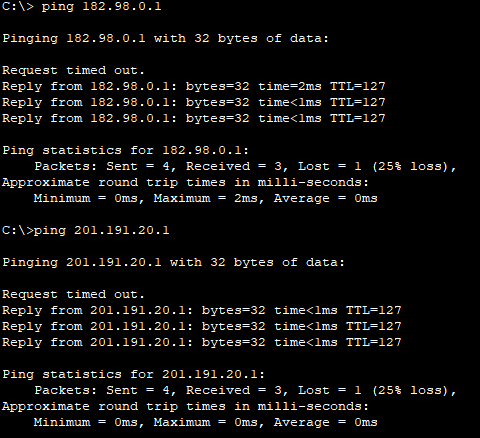 C:\> ping 182.98.0.1
Pinging 182.98.0.1 with 32 bytes of data:
Request timed out.
Reply from 182.98.0.1: bytes=32 time=2ms TTL=127
Reply from 182.98.0.1: bytes=32 time<1ms TTL=127
Reply from 182.98.0.1: bytes=32 time<1ms TTL=127
Ping statistics for 182.98.0.1:
    Packets: Sent = 4, Received = 3, Lost = 1 (25% loss),
Approximate round trip times in milli-seconds:
    Minimum = 0ms, Maximum = 2ms, Average = 0ms
C:\>ping 201.191.20.1
Pinging 201.191.20.1 with 32 bytes of data:
Request timed out.
Reply from 201.191.20.1: bytes=32 time<1ms TTL=127
Reply from 201.191.20.1: bytes=32 time<1ms TTL=127
Reply from 201.191.20.1: bytes=32 time<1ms TTL=127
Ping statistics for 201.191.20.1:
    Packets: Sent = 4, Received = 3, Lost = 1 (25% loss),
Approximate round trip times in milli-seconds:
    Minimum = 0ms, Maximum = 0ms, Average = 0ms